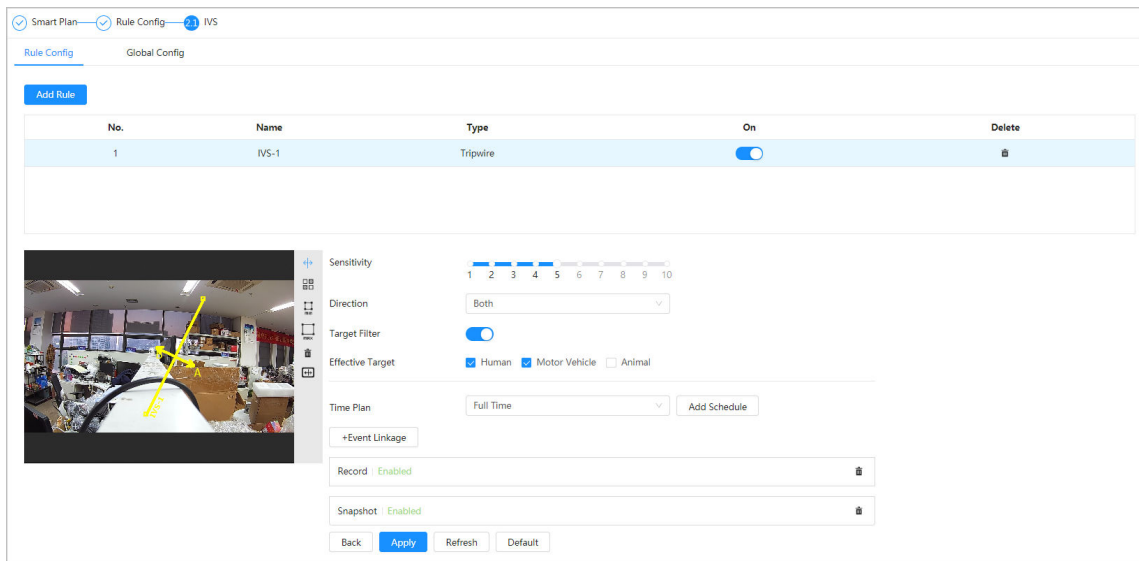 Smart Plan Rule Config 2.1 IVS
Rule Config Global Config
Add Rule
No. Name Type On Delete
1 IVS-1 Tripwire
Sensitivity
1 2 3 4 5 6 7 8 9 10
Direction Both
Target Filter
Effective Target Human Motor Vehicle Animal
A
IVS-1
Time Plan Full Time Add Schedule
+Event Linkage
Record Enabled
Snapshot Enabled
Back Apply Refresh Default